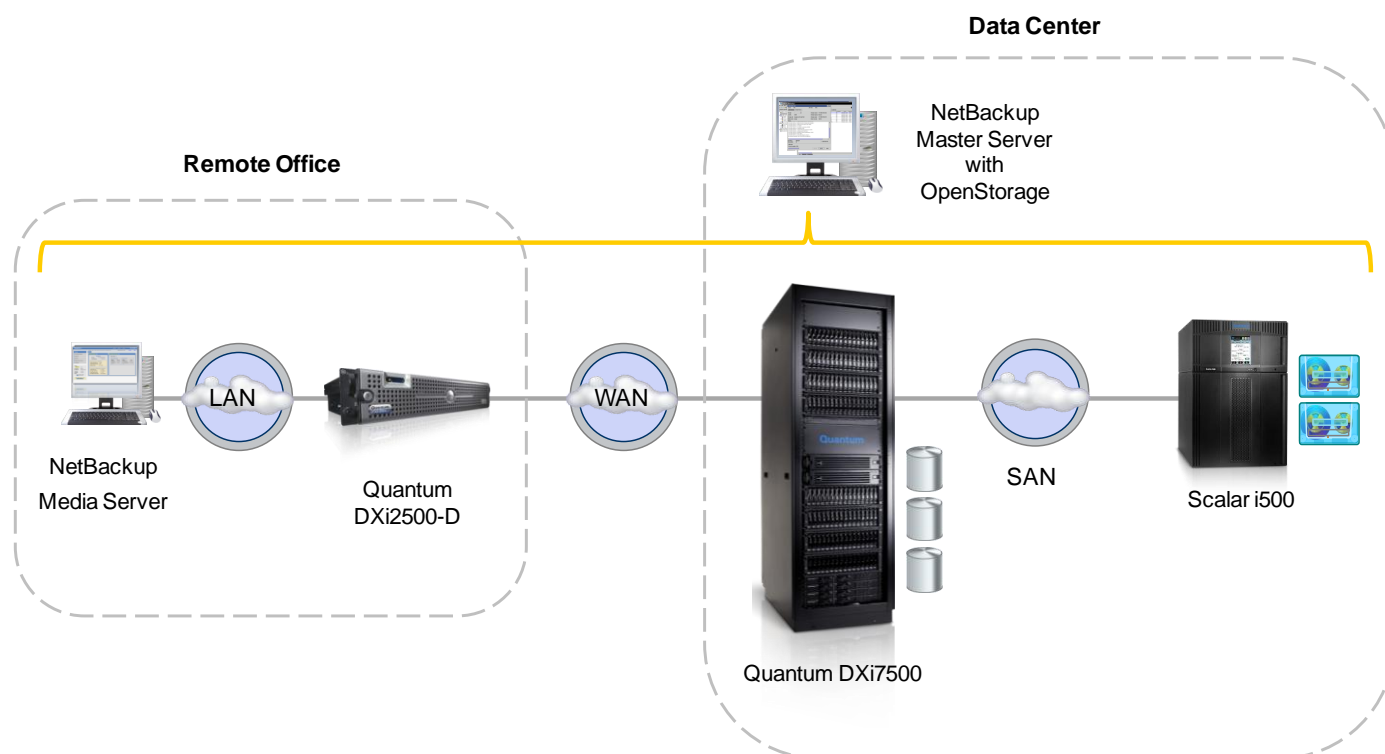 Data Center
NetBackup
Master Server
with
OpenStorage
Remote Office
LAN
WAN
Quantum
SAN
NetBackup
Media Server
Quantum
DXi2500-D
Scalar i500
Quantum DXi7500